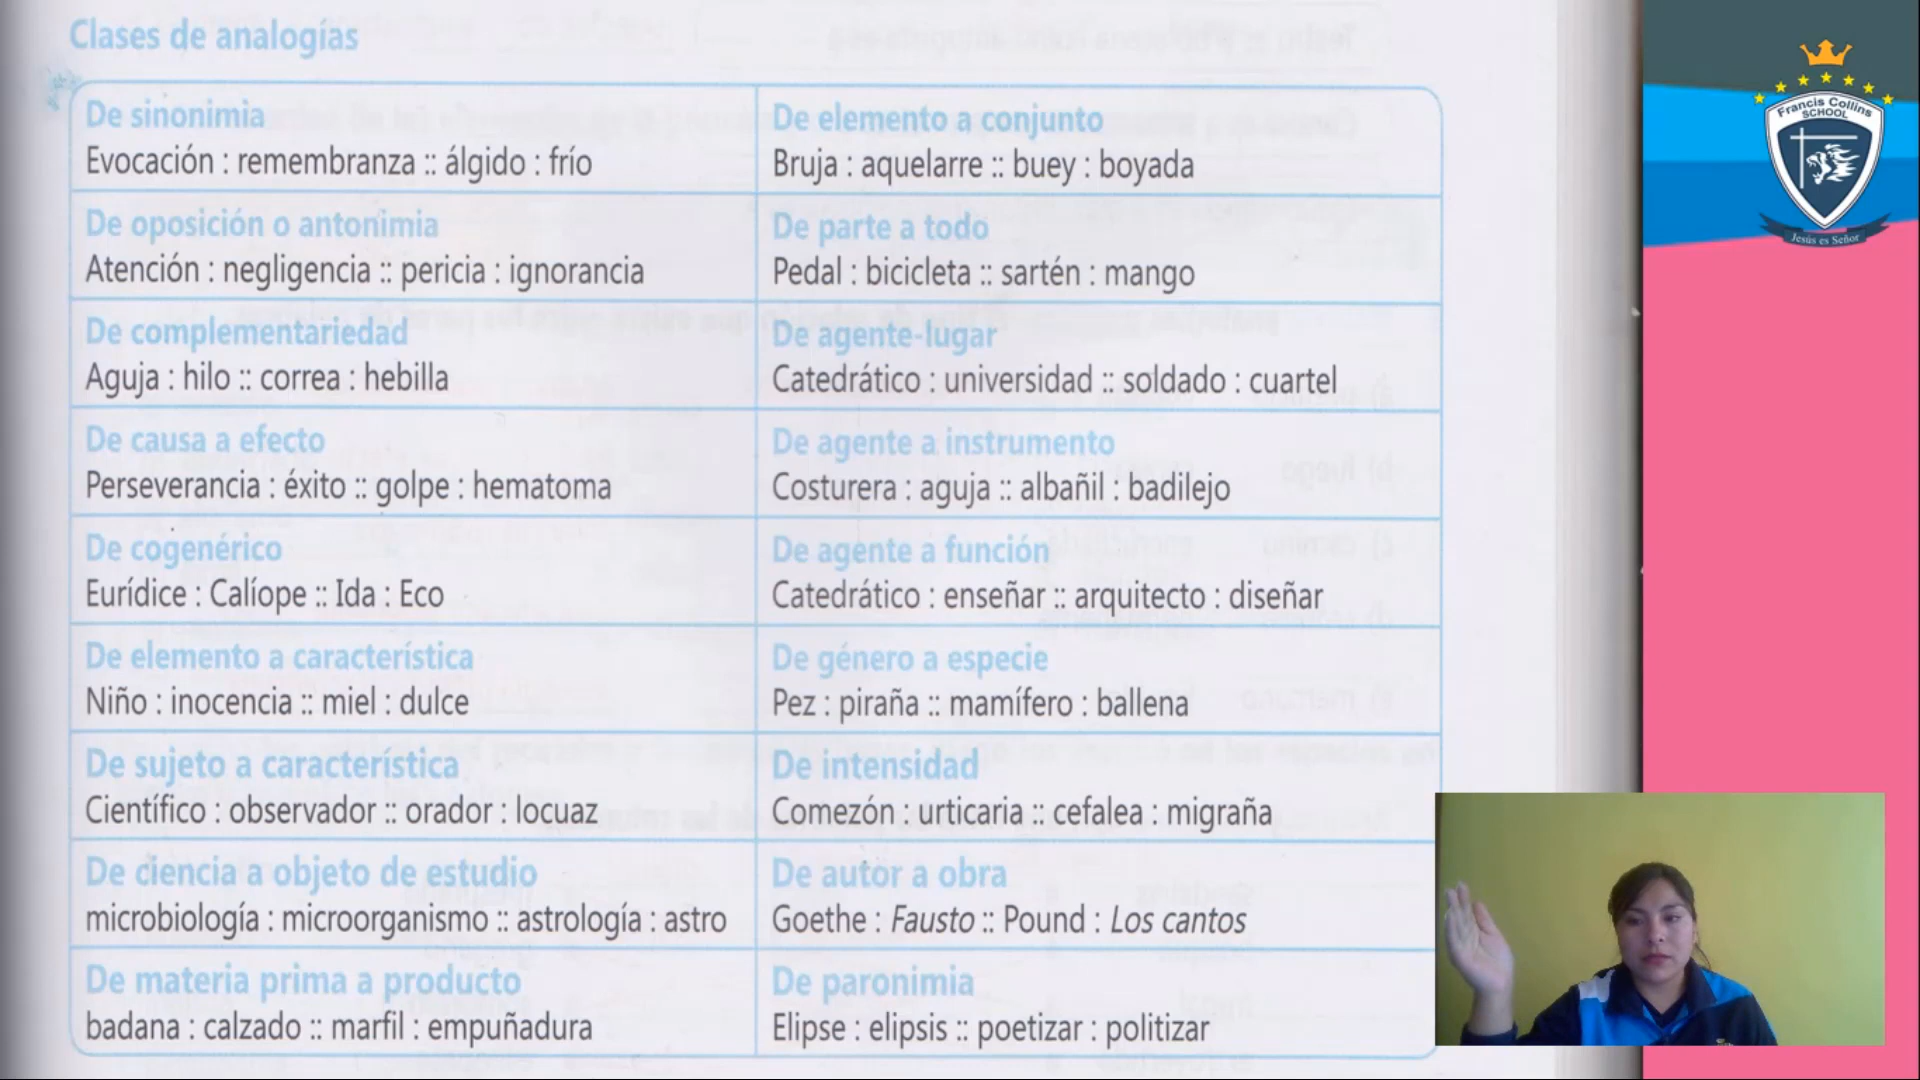 Clases de analogías
De sinonimia
Evocación : remembranza :: álgido : frío
De oposición o antonimia
Atención : negligencia :: pericia : ignorancia
De complementariedad
Aguja : hilo :: correa : hebilla
De causa a efecto
Perseverancia : éxito :: golpe : hematoma
De cogenérico
Eurídice : Calíope :: Ida : Eco
De elemento a característica
Niño : inocencia :: miel : dulce
De sujeto a característica
Científico : observador :: orador : locuaz
De ciencia a objeto de estudio
microbiología : microorganismo :: astrología : astro
De materia prima a producto
badana : calzado :: marfil : empuñadura
De elemento a conjunto
Bruja : aquelarre :: buey : boyada
De parte a todo
Pedal : bicicleta :: sartén : mango
De agente-lugar
Catedrático : universidad :: soldado : cuartel
De agente a instrumento
Costurera : aguja :: albañil : badilejo
De agente a función
Catedrático : enseñar :: arquitecto : diseñar
De género a especie
Pez : piraña :: mamífero : ballena
De intensidad
Comezón : urticaria :: cefalea : migraña
De autor a obra
Goethe : Fausto :: Pound : Los cantos
De paronimia
Elipse : elipsis :: poetizar : politizar
Francis Collins
SCHOOL
Jesús es Señor